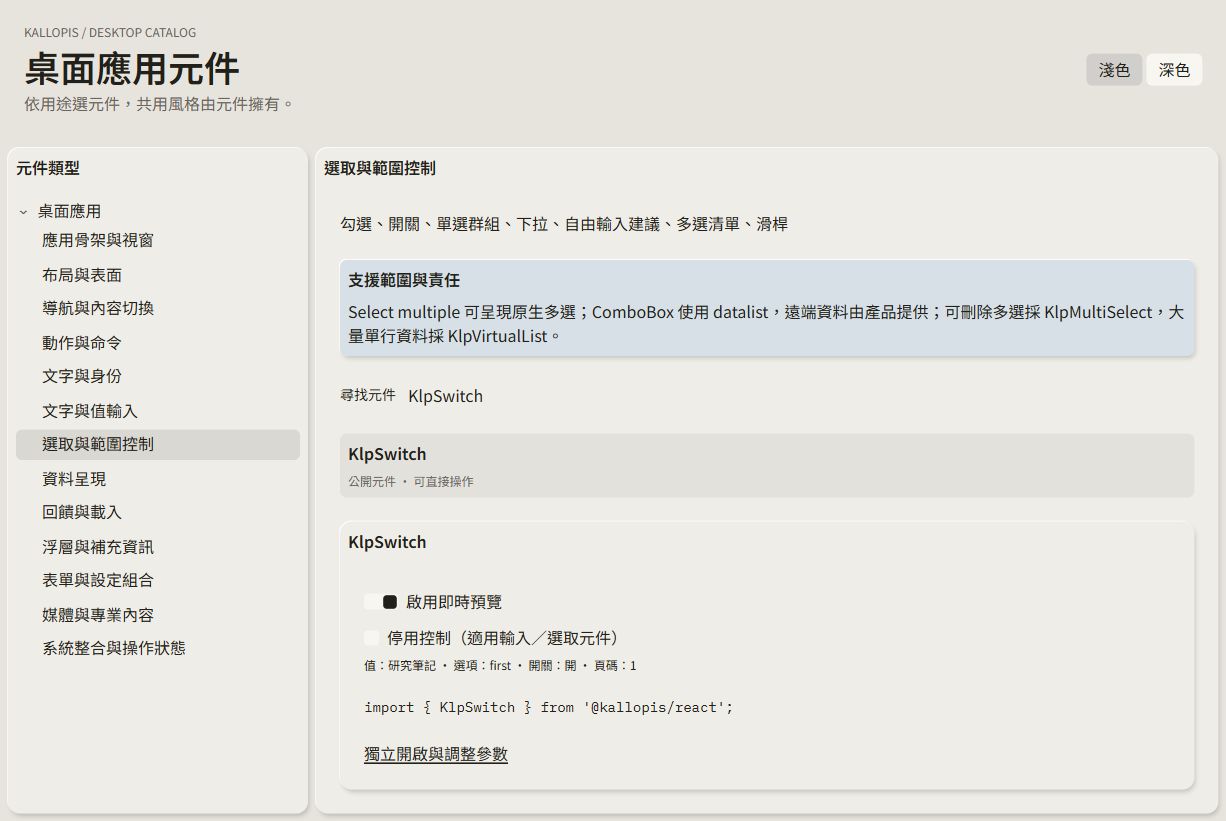 KALLOPIS / DESKTOP CATALOG
桌面應用元件
依用途選元件，共用風格由元件擁有。
淺色
深色
元件類型
桌面應用
應用骨架與視窗
布局與表面
導航與內容切換
動作與命令
文字與身份
文字與值輸入
選取與範圍控制
資料呈現
回饋與載入
浮層與補充資訊
表單與設定組合
媒體與專業內容
系統整合與操作狀態
選取與範圍控制
勾選、開關、單選群組、下拉、自由輸入建議、多選清單、滑桿
支援範圍與責任
Select multiple 可呈現原生多選；ComboBox 使用 datalist，遠端資料由產品提供；可刪除多選採 KlpMultiSelect，大
量單行資料採 KlpVirtualList。
尋找元件 KlpSwitch
KlpSwitch
公開元件 · 可直接操作
KlpSwitch
啟用即時預覽
停用控制（適用輸入／選取元件）
值：研究筆記 · 選項：first · 開關：開 · 頁碼：1
import { KlpSwitch } from '@kallopis/react';
獨立開啟與調整參數